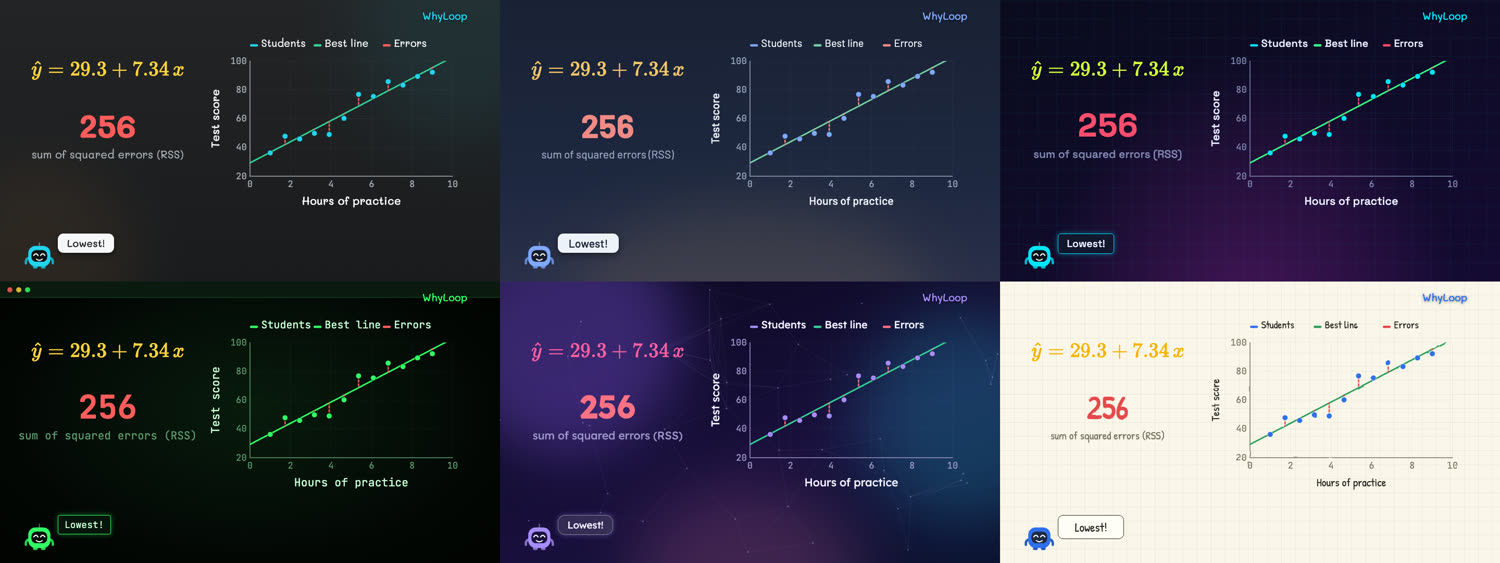 WhyLoop
Students Best line Errors
ŷ = 29.3 + 7.34 x
256
sum of squared errors (RSS)
Test score
100
80
60
40
20
0 2 4 6 8 10
Hours of practice
Lowest!
WhyLoop
Students Best line Errors
ŷ = 29.3 + 7.34 x
256
sum of squared errors (RSS)
Test score
100
80
60
40
20
0 2 4 6 8 10
Hours of practice
Lowest!
WhyLoop
Students Best line Errors
ŷ = 29.3 + 7.34 x
256
sum of squared errors (RSS)
Test score
100
80
60
40
20
0 2 4 6 8 10
Hours of practice
Lowest!
WhyLoop
Students Best line Errors
ŷ = 29.3 + 7.34 x
256
sum of squared errors (RSS)
Test score
100
80
60
40
20
0 2 4 6 8 10
Hours of practice
Lowest!
WhyLoop
Students Best line Errors
ŷ = 29.3 + 7.34 x
256
sum of squared errors (RSS)
Test score
100
80
60
40
20
0 2 4 6 8 10
Hours of practice
Lowest!
WhyLoop
Students Best line Errors
ŷ = 29.3 + 7.34 x
256
sum of squared errors (RSS)
Test score
100
80
60
40
20
0 2 4 6 8 10
Hours of practice
Lowest!